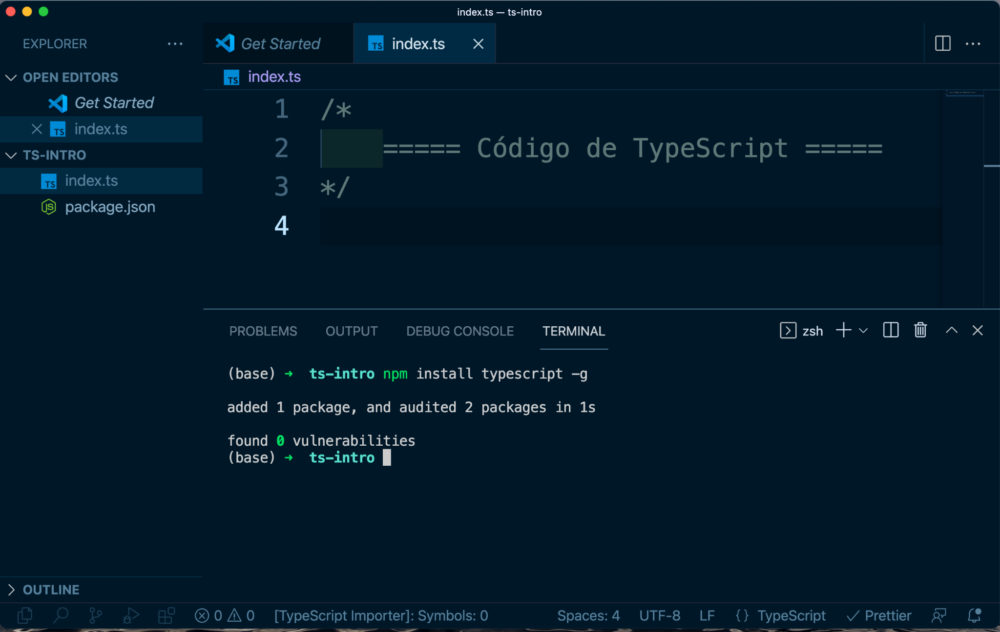 index.ts — ts-intro
EXPLORER
OPEN EDITORS
Get Started
index.ts
TS-INTRO
index.ts
package.json
OUTLINE
Get Started
index.ts
index.ts
1 /*
2 ===== Código de TypeScript =====
3 */
4
PROBLEMS OUTPUT DEBUG CONSOLE TERMINAL zsh
(base) ➜ ts-intro npm install typescript -g
added 1 package, and audited 2 packages in 1s
found 0 vulnerabilities
(base) ➜ ts-intro
0 0 [TypeScript Importer]: Symbols: 0 Spaces: 4 UTF-8 LF {} TypeScript Prettier